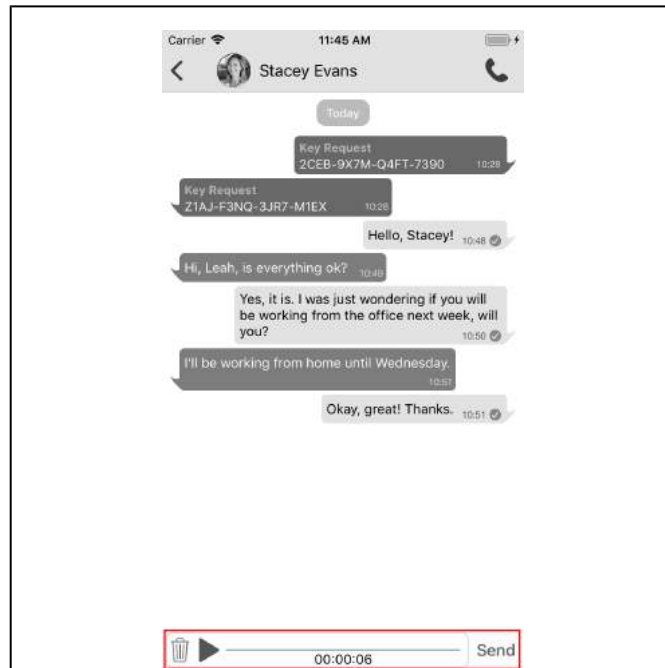 Carrier
11:45 AM
Stacey Evans
Today
Key Request
2CEB-9X7M-Q4FT-7390 10:28
Key Request
Z1AJ-F3NQ-3JR7-M1EX 10:28
Hello, Stacey! 10:48
Hi, Leah, is everything ok? 10:49
Yes, it is. I was just wondering if you will
be working from the office next week, will
you?
10:50
I'll be working from home until Wednesday.
10:51
Okay, great! Thanks. 10:51
00:00:06
Send